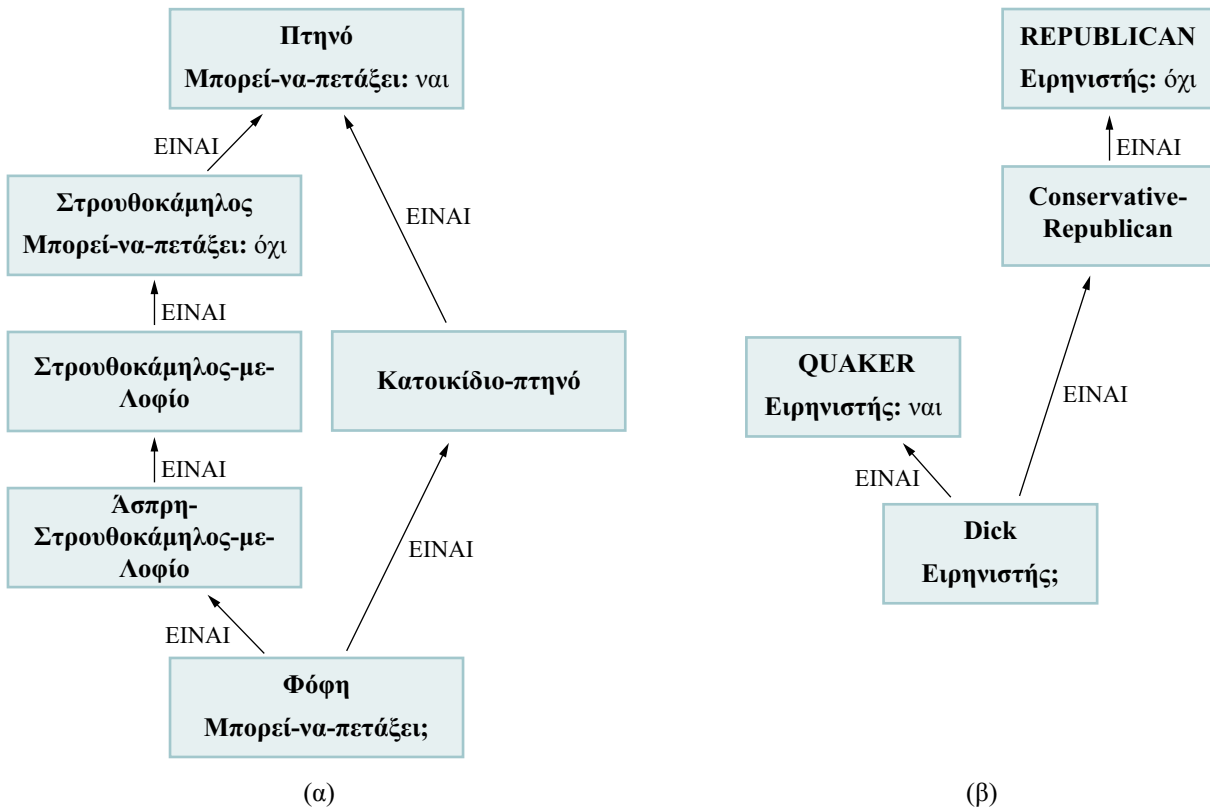 Πτηνό
Μπορεί-να-πετάξει: ναι
ΕΙΝΑΙ
Στρουθοκάμηλος
Μπορεί-να-πετάξει: όχι
ΕΙΝΑΙ
ΕΙΝΑΙ
Στρουθοκάμηλος-με-
Λοφίο
Κατοικίδιο-πτηνό
ΕΙΝΑΙ
Άσπρη-
Στρουθοκάμηλος-με-
Λοφίο
ΕΙΝΑΙ
ΕΙΝΑΙ
Φόφη
Μπορεί-να-πετάξει;
(α)
REPUBLICAN
Ειρηνιστής: όχι
ΕΙΝΑΙ
Conservative-
Republican
QUAKER
Ειρηνιστής: ναι
ΕΙΝΑΙ
ΕΙΝΑΙ
Dick
Ειρηνιστής;
(β)